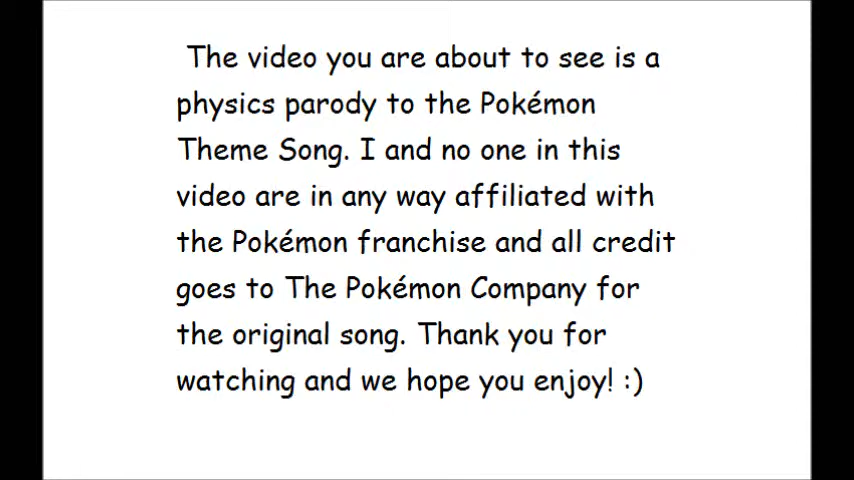 The video you are about to see is a
physics parody to the Pokémon
Theme Song. I and no one in this
video are in any way affiliated with
the Pokémon franchise and all credit
goes to The Pokémon Company for
the original song. Thank you for
watching and we hope you enjoy! :)